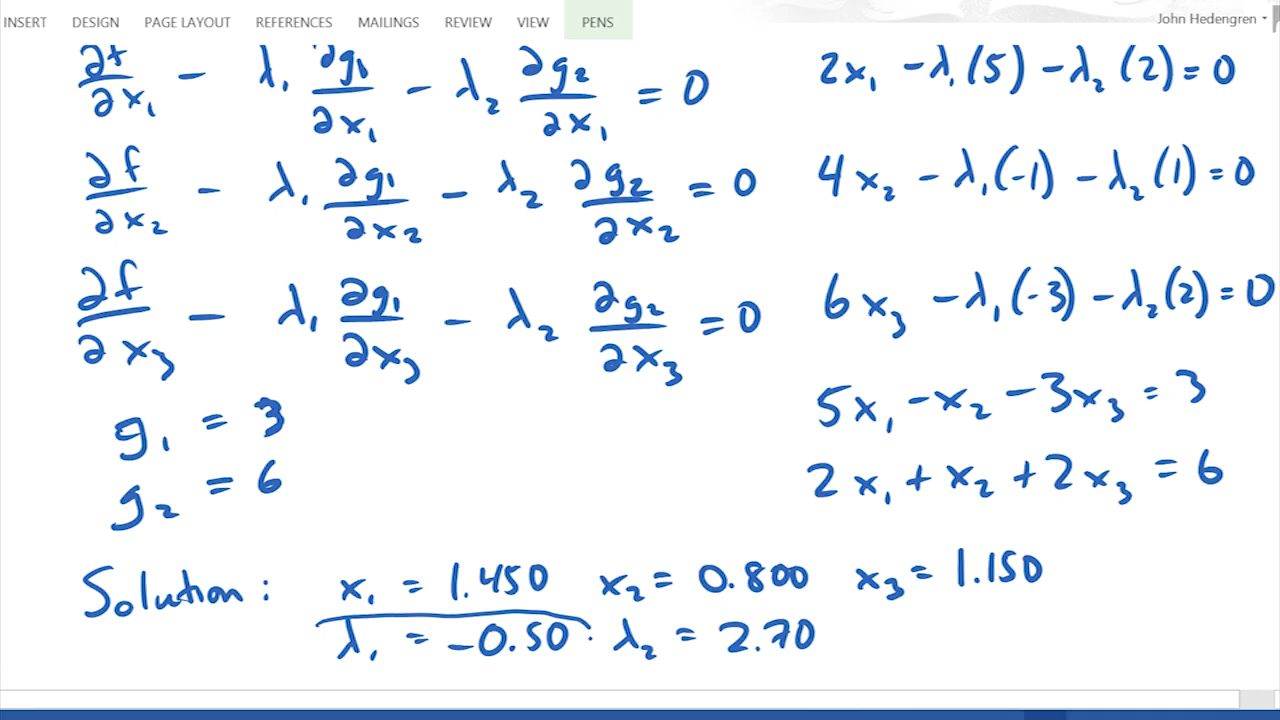 INSERT DESIGN PAGE LAYOUT REFERENCES MAILINGS REVIEW VIEW PENS John Hedengren
∂f/∂x₁ − λ₁ ∂g₁/∂x₁ − λ₂ ∂g₂/∂x₁ = 0
2x₁ − λ₁(5) − λ₂(2) = 0
∂f/∂x₂ − λ₁ ∂g₁/∂x₂ − λ₂ ∂g₂/∂x₂ = 0
4x₂ − λ₁(-1) − λ₂(1) = 0
∂f/∂x₃ − λ₁ ∂g₁/∂x₃ − λ₂ ∂g₂/∂x₃ = 0
6x₃ − λ₁(-3) − λ₂(2) = 0
g₁ = 3
5x₁ − x₂ − 3x₃ = 3
g₂ = 6
2x₁ + x₂ + 2x₃ = 6
Solution: x₁ = 1.450 x₂ = 0.800 x₃ = 1.150
λ₁ = −0.50 λ₂ = 2.70